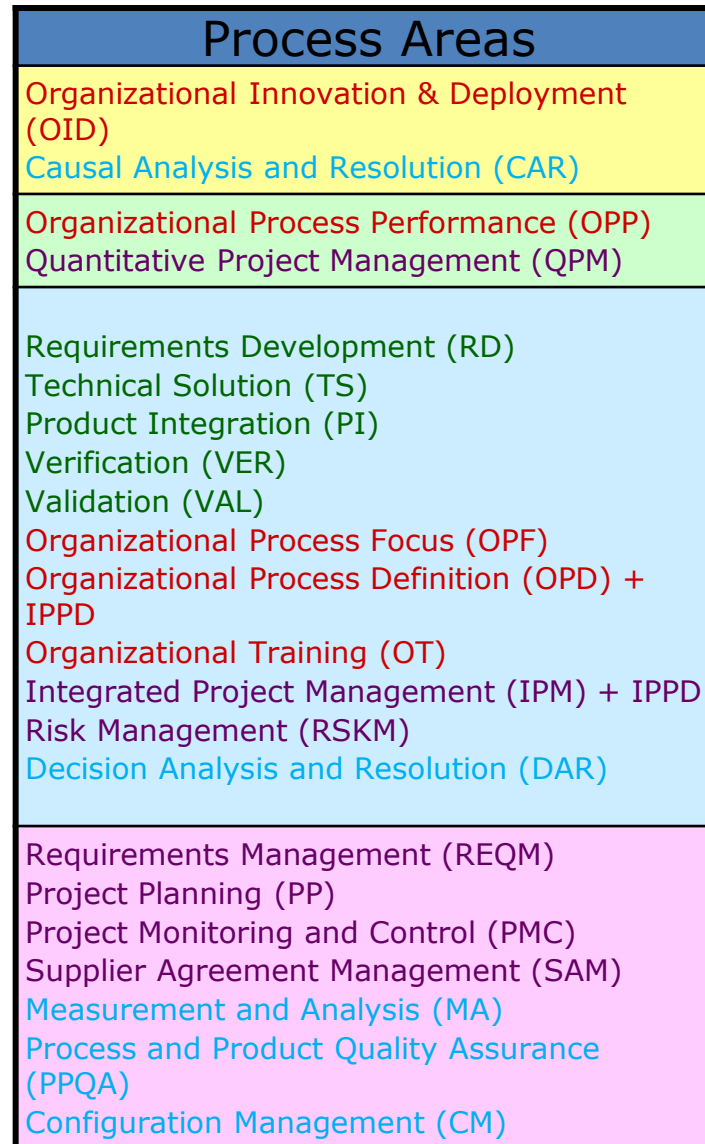 Process Areas
Organizational Innovation & Deployment
(OID)
Causal Analysis and Resolution (CAR)
Organizational Process Performance (OPP)
Quantitative Project Management (QPM)
Requirements Development (RD)
Technical Solution (TS)
Product Integration (PI)
Verification (VER)
Validation (VAL)
Organizational Process Focus (OPF)
Organizational Process Definition (OPD) +
IPPD
Organizational Training (OT)
Integrated Project Management (IPM) + IPPD
Risk Management (RSKM)
Decision Analysis and Resolution (DAR)
Requirements Management (REQM)
Project Planning (PP)
Project Monitoring and Control (PMC)
Supplier Agreement Management (SAM)
Measurement and Analysis (MA)
Process and Product Quality Assurance
(PPQA)
Configuration Management (CM)